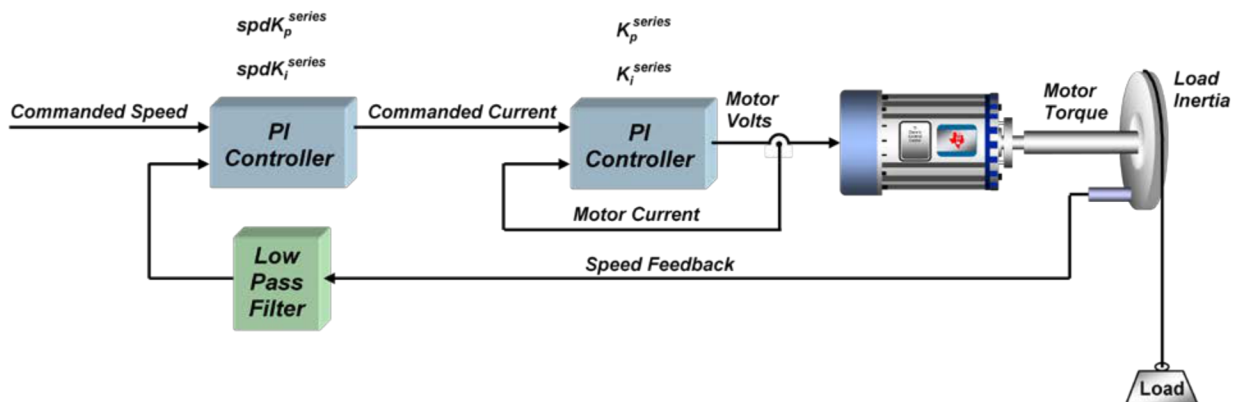 spdKp^series
spdKi^series
Kp^series
Ki^series
Commanded Speed
PI
Controller
Commanded Current
PI
Controller
Motor
Volts
Motor
Torque
Load
Inertia
Motor Current
Low
Pass
Filter
Speed Feedback
Load